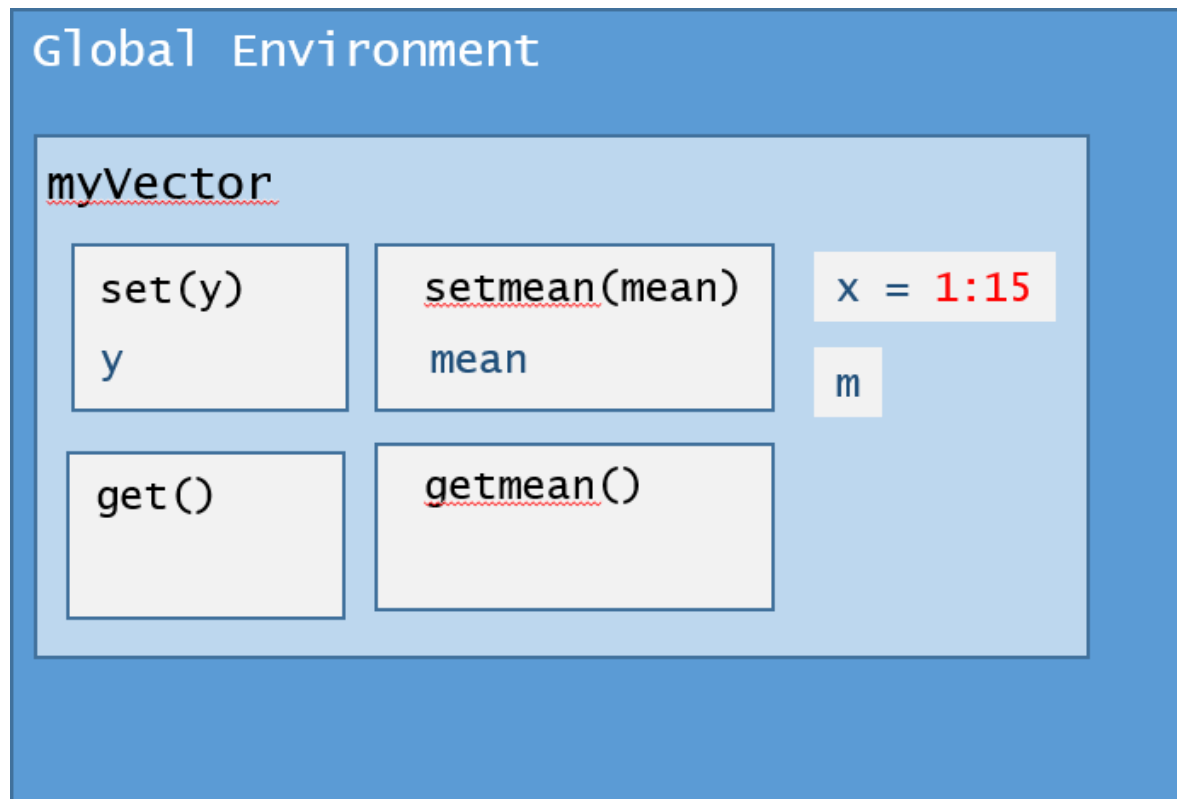 Global Environment
myVector
set(y)
y
setmean(mean)
mean
x = 1:15
m
get()
getmean()